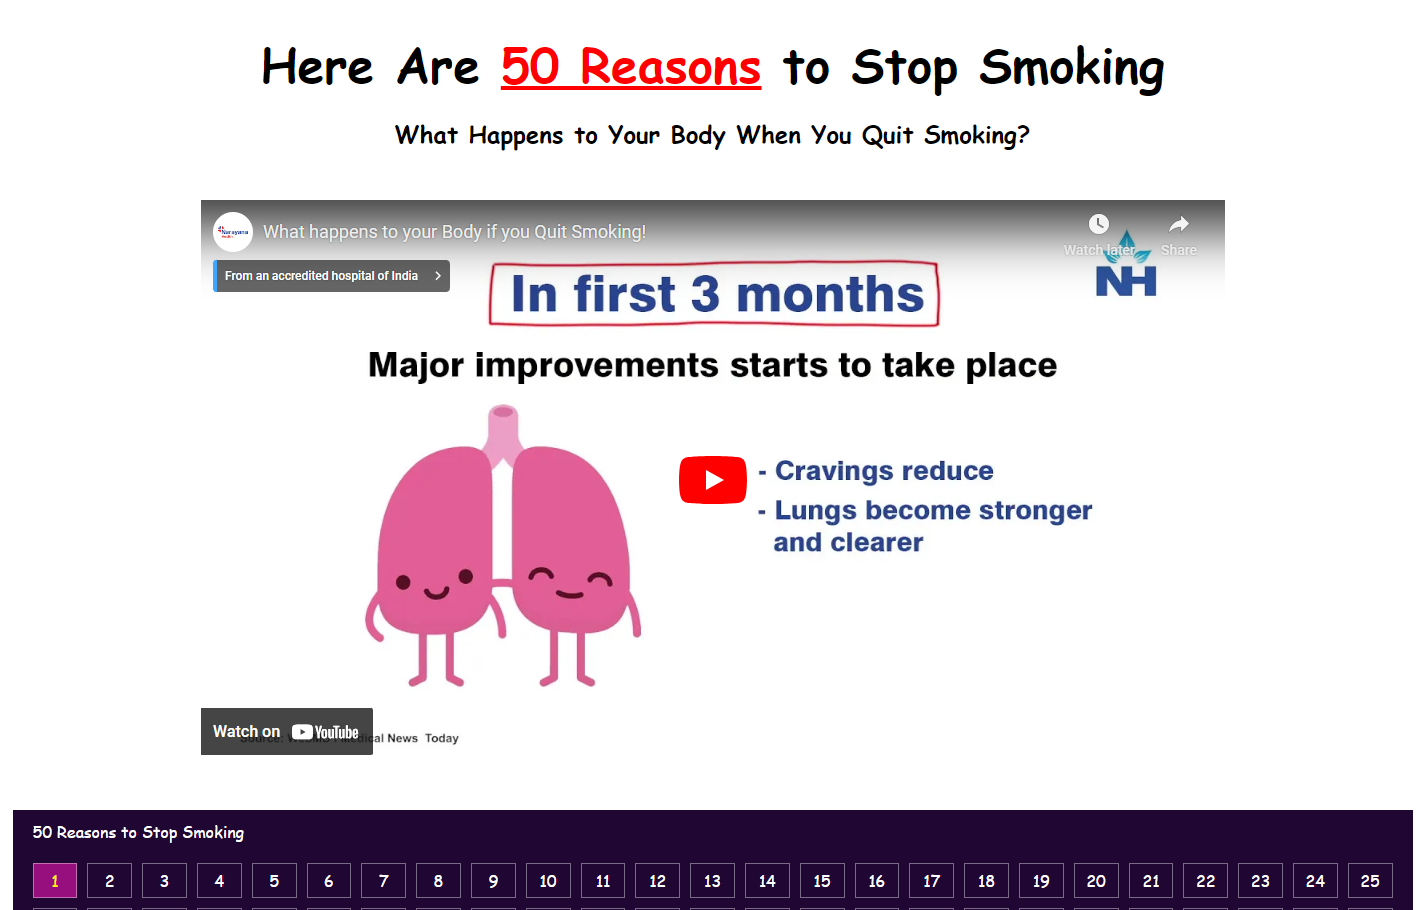 Here Are 50 Reasons to Stop Smoking
What Happens to Your Body When You Quit Smoking?
Narayana Health
What happens to your Body if you Quit Smoking!
Watch later
Share
From an accredited hospital of India
NH
In first 3 months
Major improvements starts to take place
- Cravings reduce
- Lungs become stronger
and clearer
Watch on YouTube
Medical News Today
50 Reasons to Stop Smoking
1 2 3 4 5 6 7 8 9 10 11 12 13 14 15 16 17 18 19 20 21 22 23 24 25